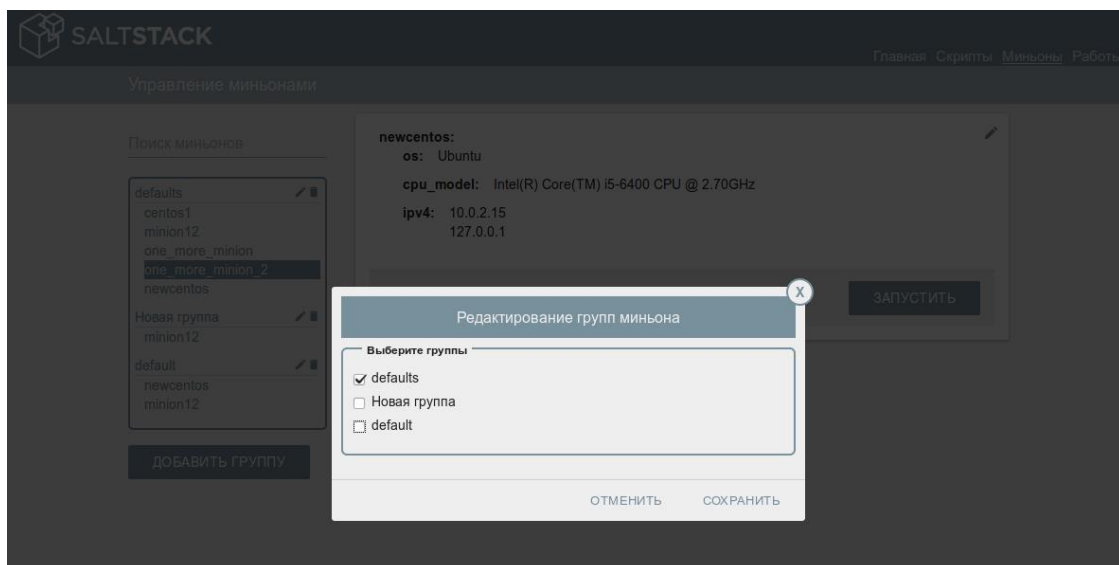 SALTSTACK
Главная Скрипты Миньоны Работы
Управление миньонами
Поиск миньонов
defaults
centos1
minion12
one_more_minion
one_more_minion_2
newcentos
Новая группа
minion12
default
newcentos
minion12
ДОБАВИТЬ ГРУППУ
newcentos:
os: Ubuntu
cpu_model: Intel(R) Core(TM) i5-6400 CPU @ 2.70GHz
ipv4: 10.0.2.15
127.0.0.1
ЗАПУСТИТЬ
X
Редактирование групп миньона
Выберите группы
defaults
Новая группа
default
ОТМЕНИТЬ СОХРАНИТЬ